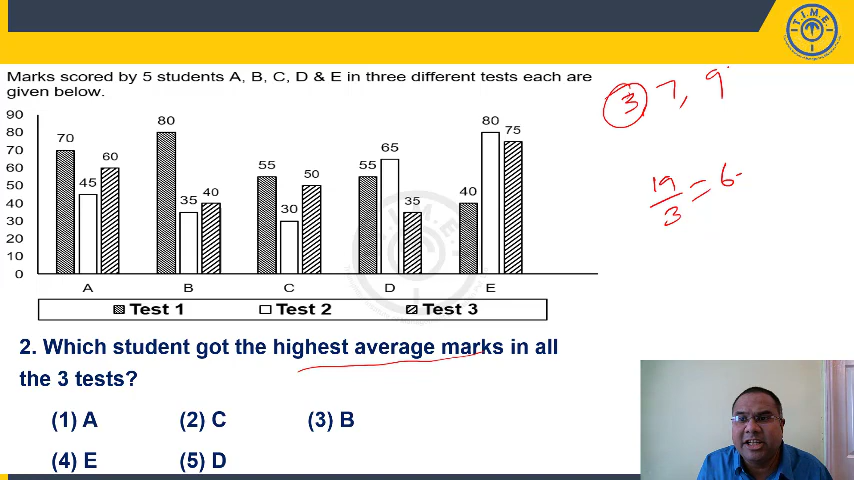 T.I.M.E.
Marks scored by 5 students A, B, C, D & E in three different tests each are
given below.
3 7, 9
90
80
70
60
50
40
30
20
10
0
70 45 60
80 35 40
55 30 50
55 65 35
40 80 75
A B C D E
Test 1 Test 2 Test 3
19/3 = 6
2. Which student got the highest average marks in all
the 3 tests?
(1) A (2) C (3) B
(4) E (5) D